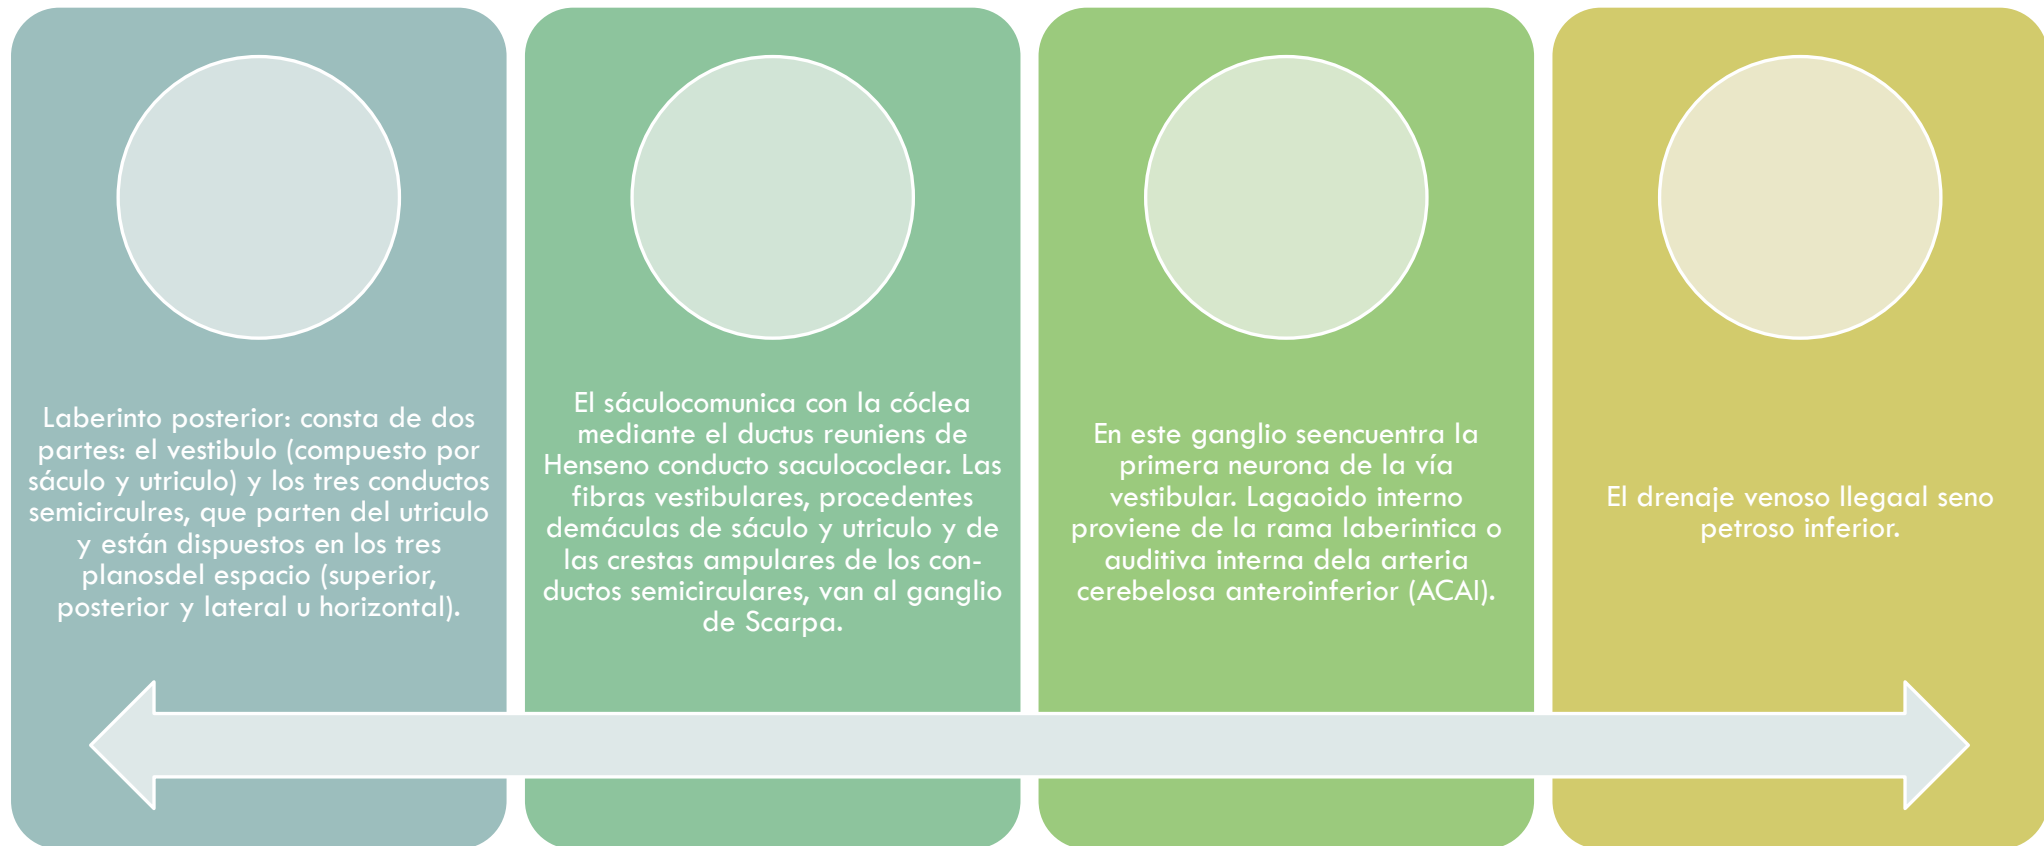 Laberinto posterior: consta de dos
partes: el vestibulo (compuesto por
sáculo y utriculo) y los tres conductos
semicirculres, que parten del utriculo
y están dispuestos en los tres
planosdel espacio (superior,
posterior y lateral u horizontal).
El sáculocomunica con la cóclea
mediante el ductus reuniens de
Henseno conducto saculococlear. Las
fibras vestibulares, procedentes
demáculas de sáculo y utriculo y de
las crestas ampulares de los con-
ductos semicirculares, van al ganglio
de Scarpa.
En este ganglio seencuentra la
primera neurona de la vía
vestibular. Lagaoido interno
proviene de la rama laberintica o
auditiva interna dela arteria
cerebelosa anteroinferior (ACAI).
El drenaje venoso llegaal seno
petroso inferior.